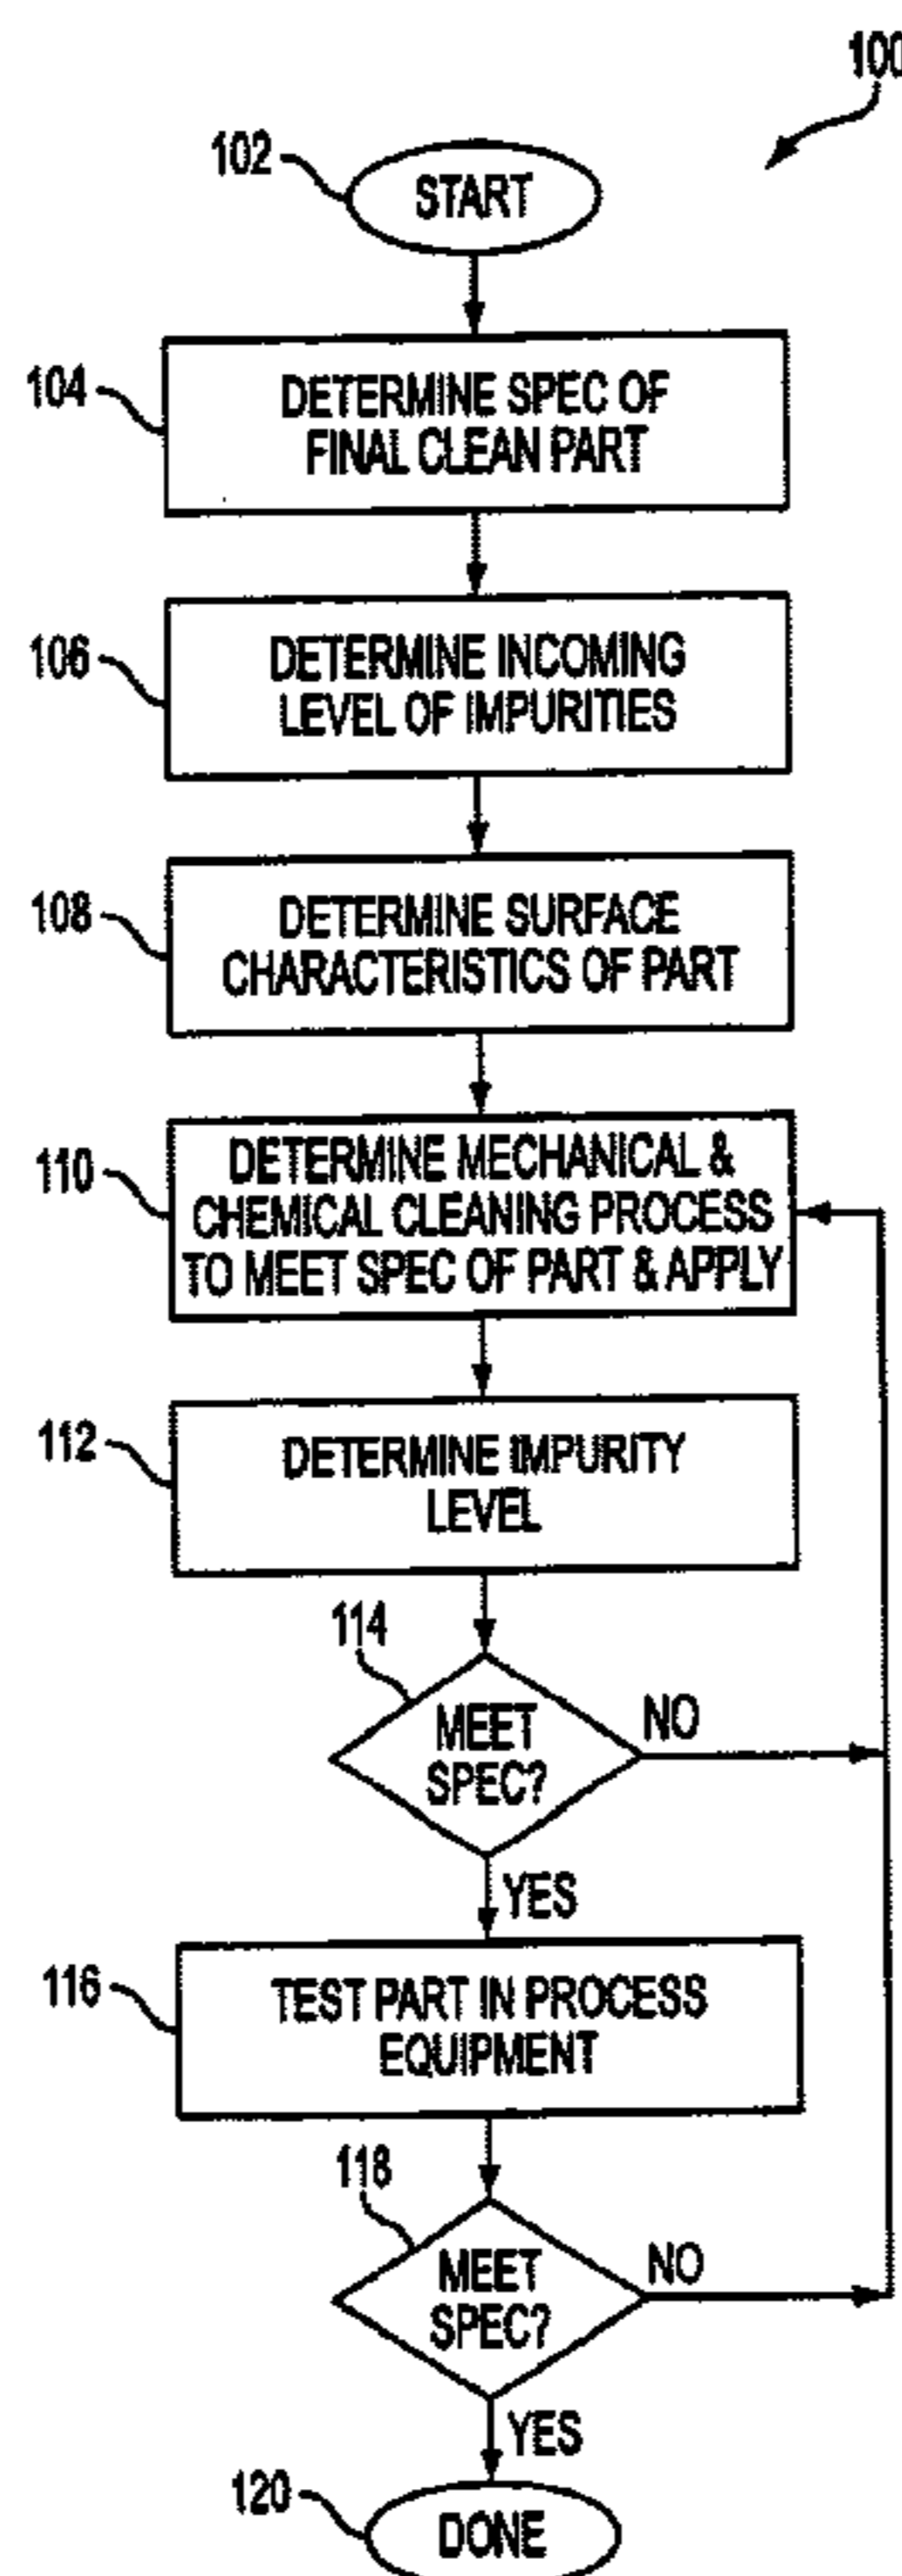 100
102
START
104
DETERMINE SPEC OF
FINAL CLEAN PART
106
DETERMINE INCOMING
LEVEL OF IMPURITIES
108
DETERMINE SURFACE
CHARACTERISTICS OF PART
110
DETERMINE MECHANICAL &
CHEMICAL CLEANING PROCESS
TO MEET SPEC OF PART & APPLY
112
DETERMINE IMPURITY
LEVEL
114
MEET
SPEC?
NO
YES
116
TEST PART IN PROCESS
EQUIPMENT
118
MEET
SPEC?
NO
YES
120
DONE